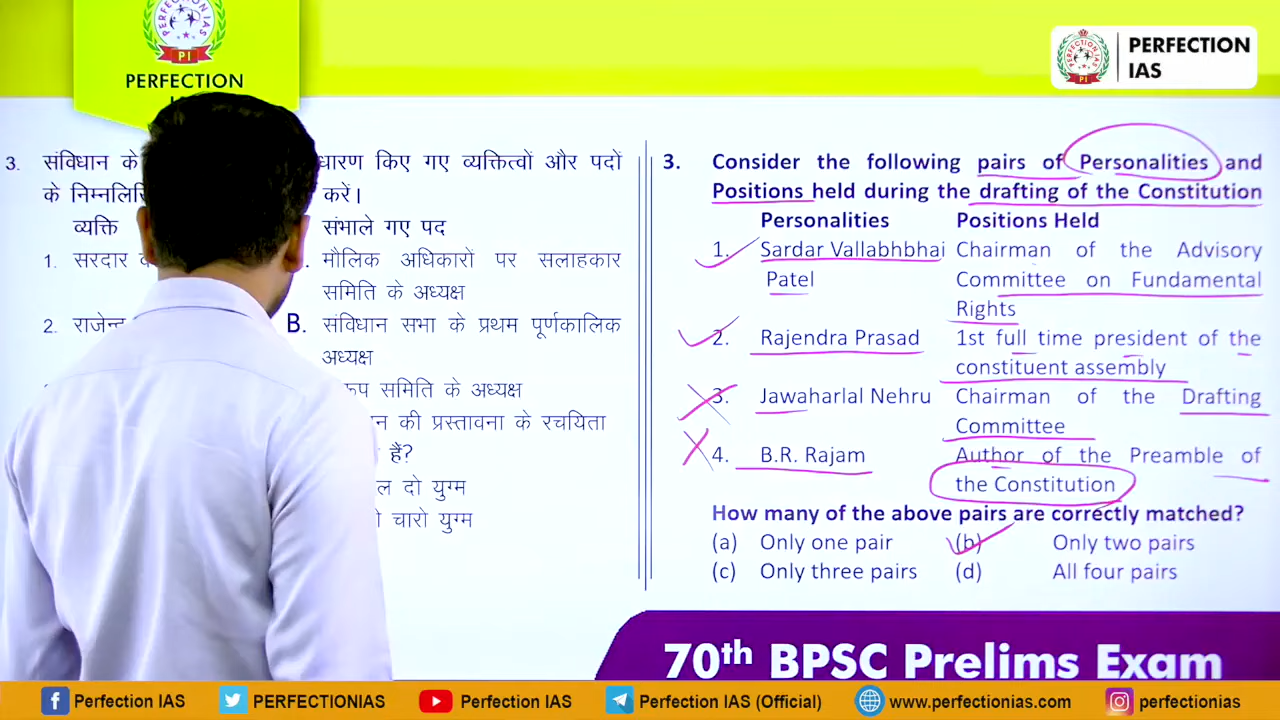 PERFECTION IAS
PI
PERFECTION
PERFECTION
IAS
3. संविधान के धारण किए गए व्यक्तित्वों और पदों
करें।
व्यक्ति संभाले गए पद
1. सरदार मौलिक अधिकारों पर सलाहकार
समिति के अध्यक्ष
2. B. संविधान सभा के प्रथम पूर्णकालिक
अध्यक्ष
समिति के अध्यक्ष
की प्रस्तावना के रचयिता
हैं?
दो युग्म
चारो युग्म
3. Consider the following pairs of Personalities and
Positions held during the drafting of the Constitution
Personalities Positions Held
1. Sardar Vallabhbhai Chairman of the Advisory
Patel Committee on Fundamental
Rights
2. Rajendra Prasad 1st full time president of the
constituent assembly
3. Jawaharlal Nehru Chairman of the Drafting
Committee
4. B.R. Rajam Author of the Preamble of
the Constitution
How many of the above pairs are correctly matched?
(a) Only one pair (b) Only two pairs
(c) Only three pairs (d) All four pairs
70th BPSC Prelims Exam
Perfection IAS PERFECTIONIAS Perfection IAS Perfection IAS (Official) www.perfectionias.com perfectionias